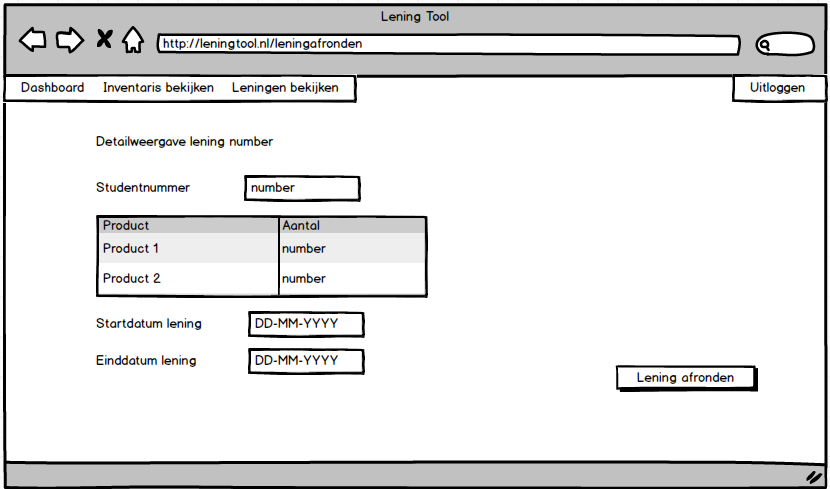 Lening Tool
http://leningtool.nl/leningafronden
Dashboard Inventaris bekijken Leningen bekijken Uitloggen
Detailweergave lening number
Studentnummer number
Product Aantal
Product 1 number
Product 2 number
Startdatum lening DD-MM-YYYY
Einddatum lening DD-MM-YYYY
Lening afronden